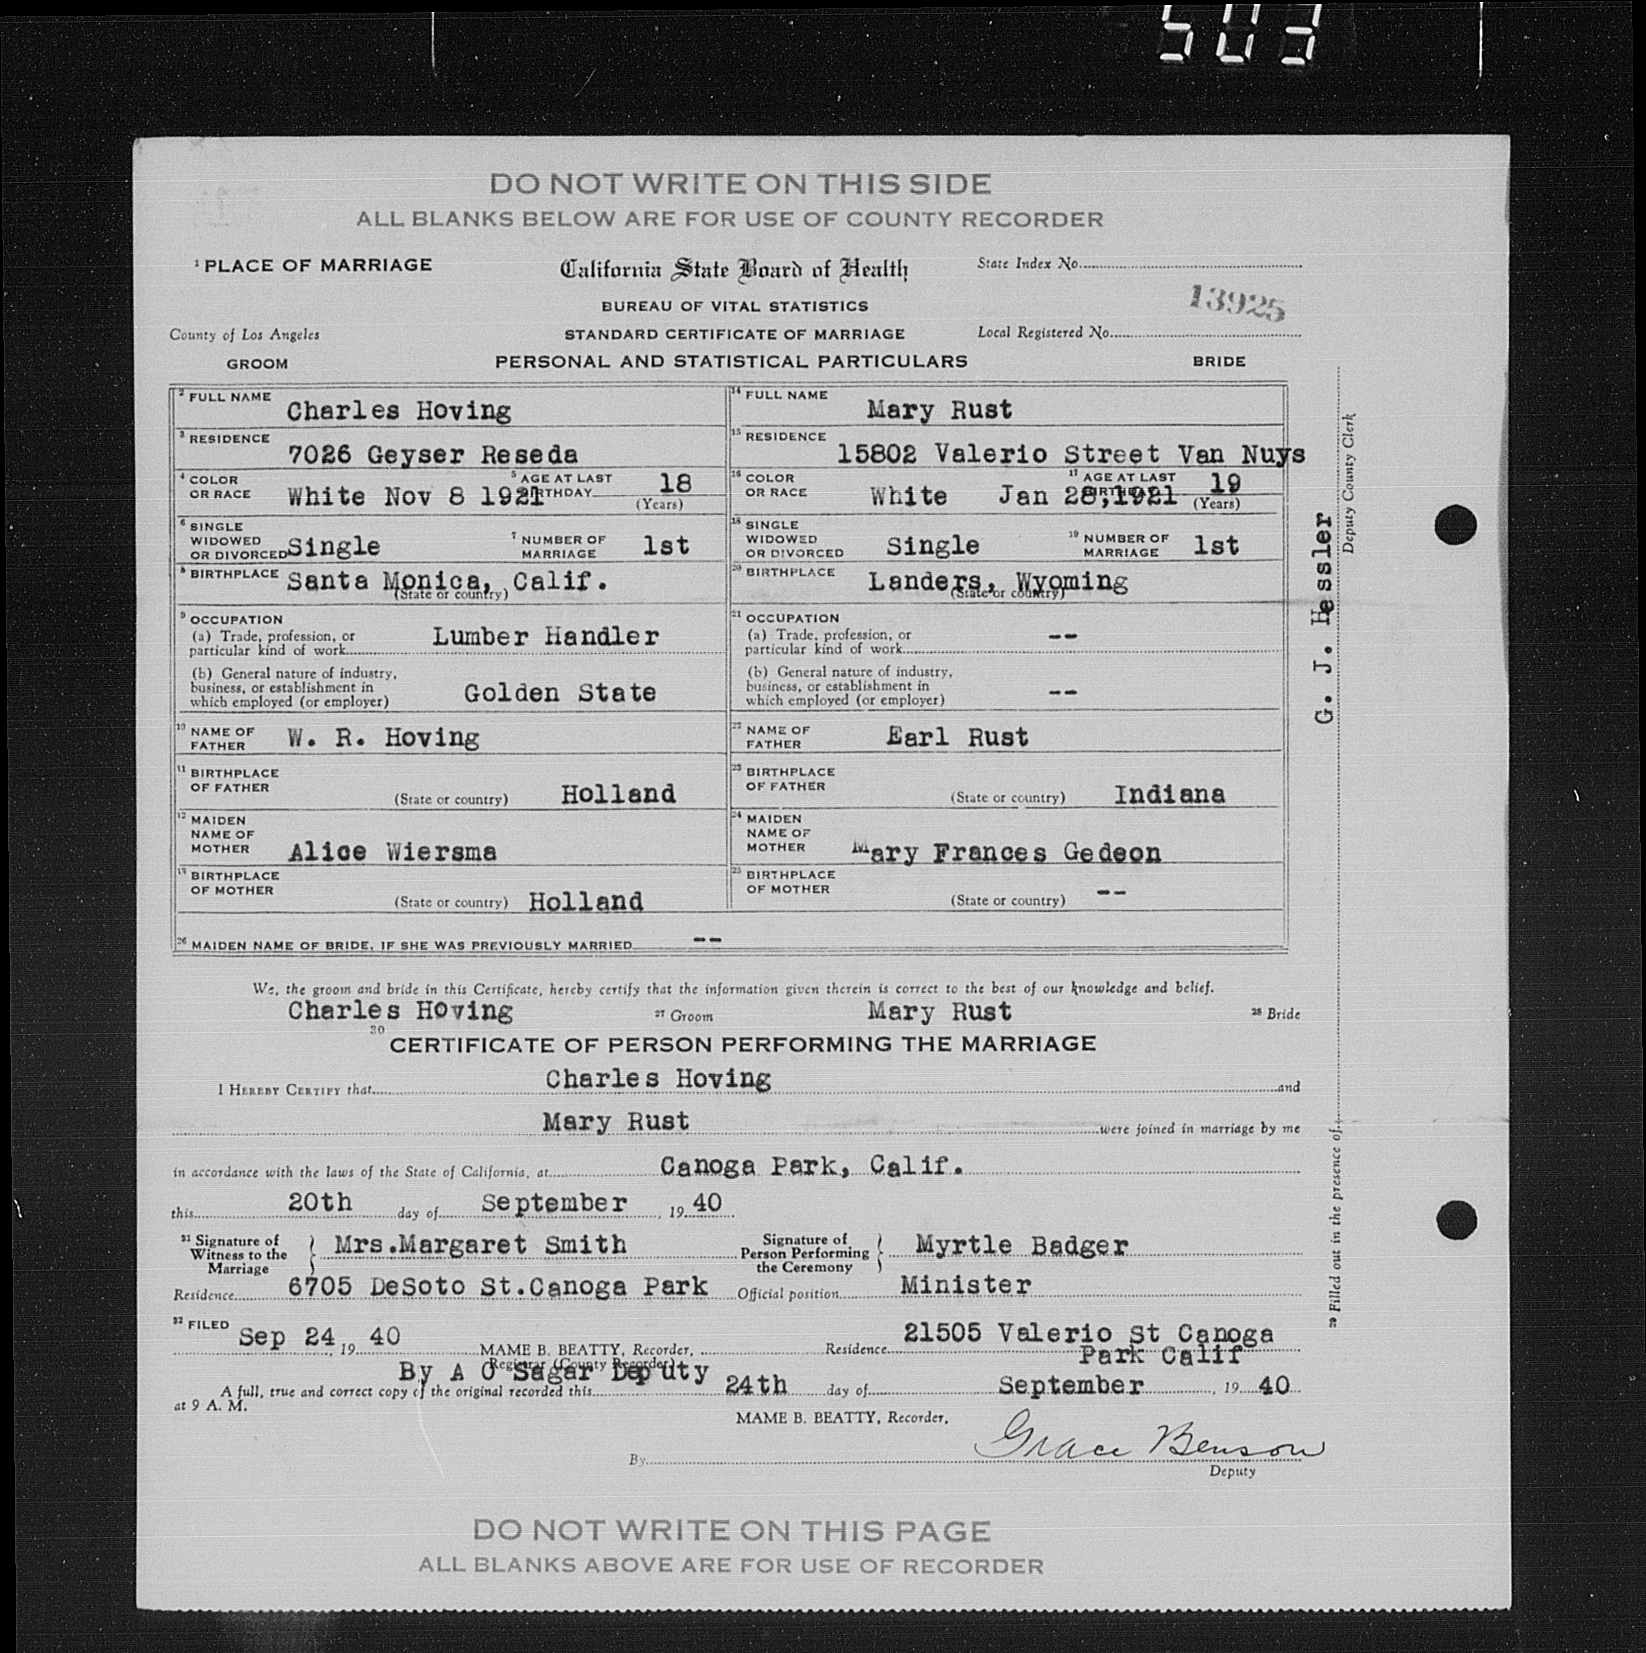 503
DO NOT WRITE ON THIS SIDE
ALL BLANKS BELOW ARE FOR USE OF COUNTY RECORDER
1 PLACE OF MARRIAGE
California State Board of Health
State Index No.
BUREAU OF VITAL STATISTICS
13925
County of Los Angeles
STANDARD CERTIFICATE OF MARRIAGE
Local Registered No.
GROOM PERSONAL AND STATISTICAL PARTICULARS BRIDE
2 FULL NAME Charles Hoving
14 FULL NAME Mary Rust
3 RESIDENCE 7026 Geyser Reseda
15 RESIDENCE 15802 Valerio Street Van Nuys
4 COLOR OR RACE White Nov 8 1921
5 AGE AT LAST BIRTHDAY 18 (Years)
16 COLOR OR RACE White Jan 28,1921
17 AGE AT LAST 19 (Years)
6 SINGLE WIDOWED OR DIVORCED Single
7 NUMBER OF MARRIAGE 1st
18 SINGLE WIDOWED OR DIVORCED Single
19 NUMBER OF MARRIAGE 1st
8 BIRTHPLACE Santa Monica, Calif.
(State or country)
20 BIRTHPLACE Landers, Wyoming
(State or country)
9 OCCUPATION
(a) Trade, profession, or
particular kind of work Lumber Handler
21 OCCUPATION
(a) Trade, profession, or
particular kind of work --
(b) General nature of industry,
business, or establishment in
which employed (or employer) Golden State
(b) General nature of industry,
business, or establishment in
which employed (or employer) --
10 NAME OF FATHER W. R. Hoving
22 NAME OF FATHER Earl Rust
11 BIRTHPLACE OF FATHER (State or country) Holland
23 BIRTHPLACE OF FATHER (State or country) Indiana
12 MAIDEN NAME OF MOTHER Alice Wiersma
24 MAIDEN NAME OF MOTHER Mary Frances Gedeon
13 BIRTHPLACE OF MOTHER (State or country) Holland
25 BIRTHPLACE OF MOTHER (State or country) --
26 MAIDEN NAME OF BRIDE, IF SHE WAS PREVIOUSLY MARRIED --
We, the groom and bride in this Certificate, hereby certify that the information given therein is correct to the best of our knowledge and belief.
Charles Hoving 27 Groom Mary Rust 28 Bride
30 CERTIFICATE OF PERSON PERFORMING THE MARRIAGE
I HEREBY CERTIFY that Charles Hoving and
Mary Rust were joined in marriage by me
in accordance with the laws of the State of California, at Canoga Park, Calif.
this 20th day of September, 19 40
31 Signature of Witness to the Marriage } Mrs.Margaret Smith
Signature of Person Performing the Ceremony } Myrtle Badger
Residence 6705 DeSoto St.Canoga Park
Official position Minister
32 FILED Sep 24, 19 40
MAME B. BEATTY, Recorder,
Registrar (County Recorder)
By A O Sagar Deputy
Residence 21505 Valerio St Canoga
Park Calif
A full, true and correct copy of the original recorded this 24th day of September, 19 40
at 9 A. M.
MAME B. BEATTY, Recorder,
By Grace Benson
Deputy
29 Filled out in the presence of G. J. Hessler Deputy County Clerk
DO NOT WRITE ON THIS PAGE
ALL BLANKS ABOVE ARE FOR USE OF RECORDER